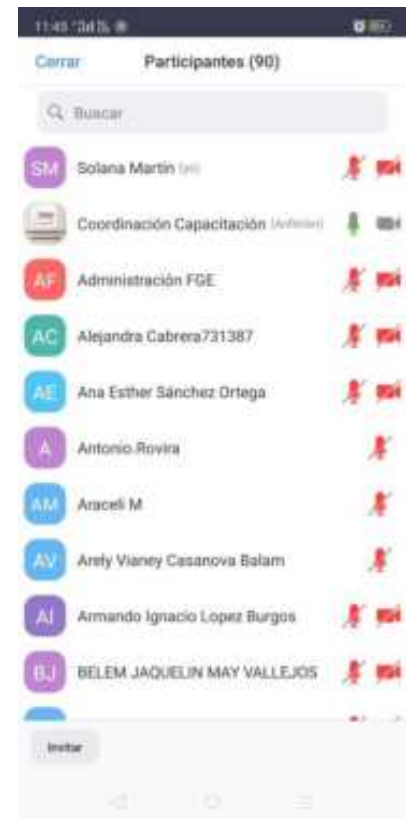 Cerrar Participantes (90)
Buscar
SM Solana Martin (yo)
Coordinación Capacitación (Anfitrión)
AF Administración FGE
AC Alejandra Cabrera731387
AE Ana Esther Sánchez Ortega
A Antonio.Rovira
AM Araceli M
AV Arely Vianey Casanova Balam
AI Armando Ignacio Lopez Burgos
BJ BELEM JAQUELIN MAY VALLEJOS
Invitar